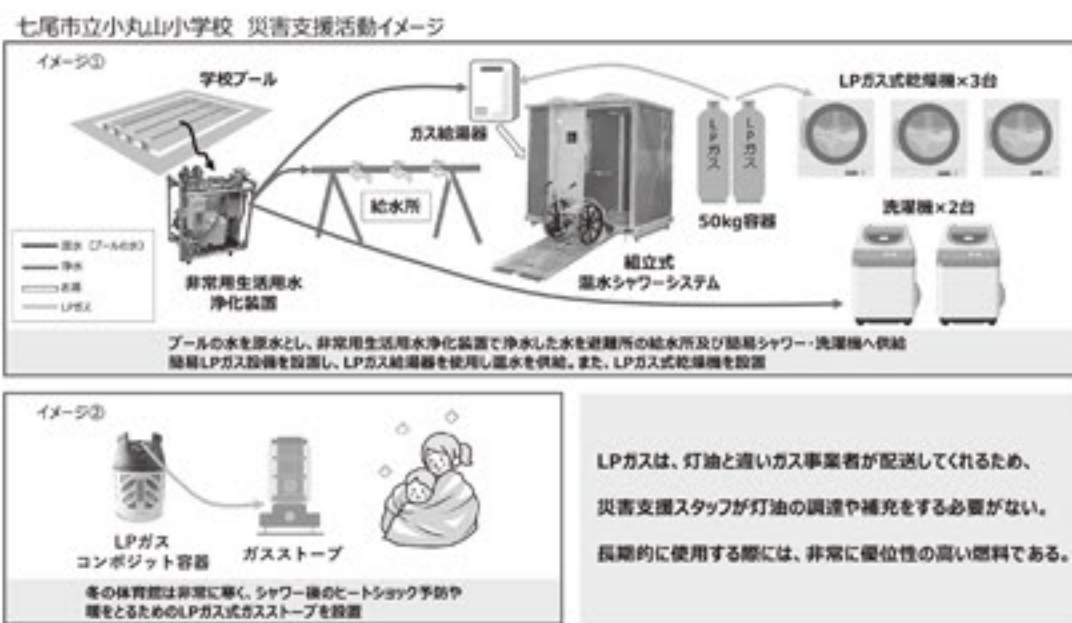 七尾市立小丸山小学校 災害支援活動イメージ
イメージ①
学校プール
ガス給湯器
LPガス
LPガス
50kg容器
LPガス式乾燥機×3台
給水所
洗濯機×2台
組立式
温水シャワーシステム
非常用生活用水
浄化装置
原水（プールの水）
浄水
お湯
LPガス
プールの水を原水とし、非常用生活用水浄化装置で浄水した水を避難所の給水所及び簡易シャワー・洗濯機へ供給
簡易LPガス設備を設置し、LPガス給湯器を使用し温水を供給。また、LPガス式乾燥機を設置
イメージ②
LPガス
コンポジット容器
ガスストーブ
冬の体育館は非常に寒く、シャワー後のヒートショック予防や
暖をとるためのLPガス式ガスストーブを設置
LPガスは、灯油と違いガス事業者が配送してくれるため、
災害支援スタッフが灯油の調達や補充をする必要がない。
長期的に使用する際には、非常に優位性の高い燃料である。